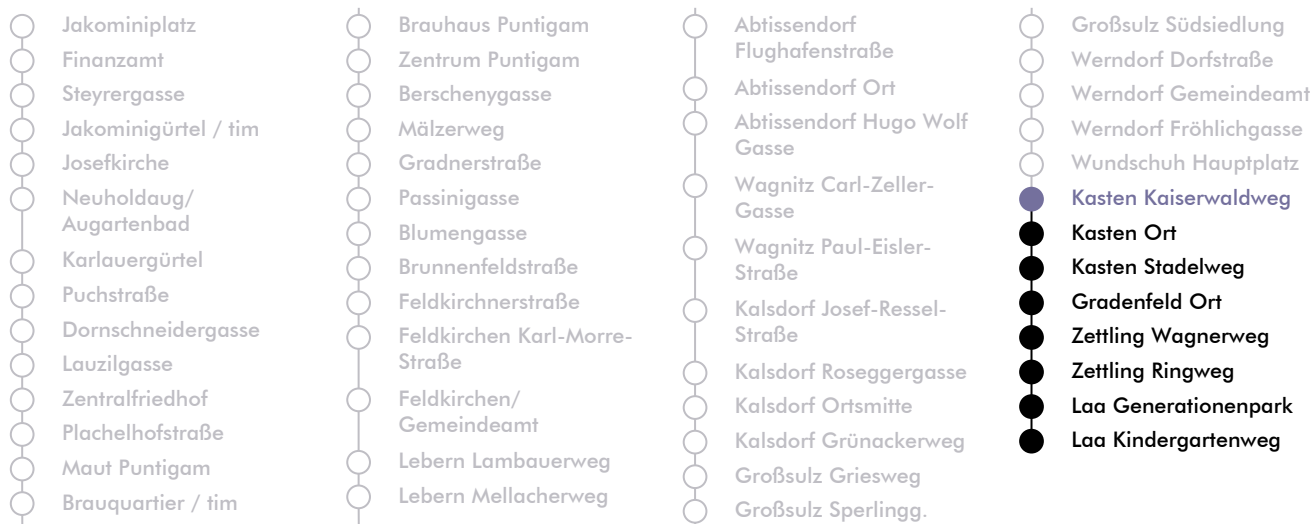 Jakominiplatz
Finanzamt
Steyrergasse
Jakominigürtel / tim
Josefkirche
Neuholdaug/
Augartenbad
Karlauergürtel
Puchstraße
Dornschneidergasse
Lauzilgasse
Zentralfriedhof
Plachelhofstraße
Maut Puntigam
Brauquartier / tim
Brauhaus Puntigam
Zentrum Puntigam
Berschenygasse
Mälzerweg
Gradnerstraße
Passinigasse
Blumengasse
Brunnenfeldstraße
Feldkirchnerstraße
Feldkirchen Karl-Morre-
Straße
Feldkirchen/
Gemeindeamt
Lebern Lambauerweg
Lebern Mellacherweg
Abtissendorf
Flughafenstraße
Abtissendorf Ort
Abtissendorf Hugo Wolf
Gasse
Wagnitz Carl-Zeller-
Gasse
Wagnitz Paul-Eisler-
Straße
Kalsdorf Josef-Ressel-
Straße
Kalsdorf Roseggergasse
Kalsdorf Ortsmitte
Kalsdorf Grünackerweg
Großsulz Griesweg
Großsulz Sperlingg.
Großsulz Südsiedlung
Werndorf Dorfstraße
Werndorf Gemeindeamt
Werndorf Fröhlichgasse
Wundschuh Hauptplatz
Kasten Kaiserwaldweg
Kasten Ort
Kasten Stadelweg
Gradenfeld Ort
Zettling Wagnerweg
Zettling Ringweg
Laa Generationenpark
Laa Kindergartenweg